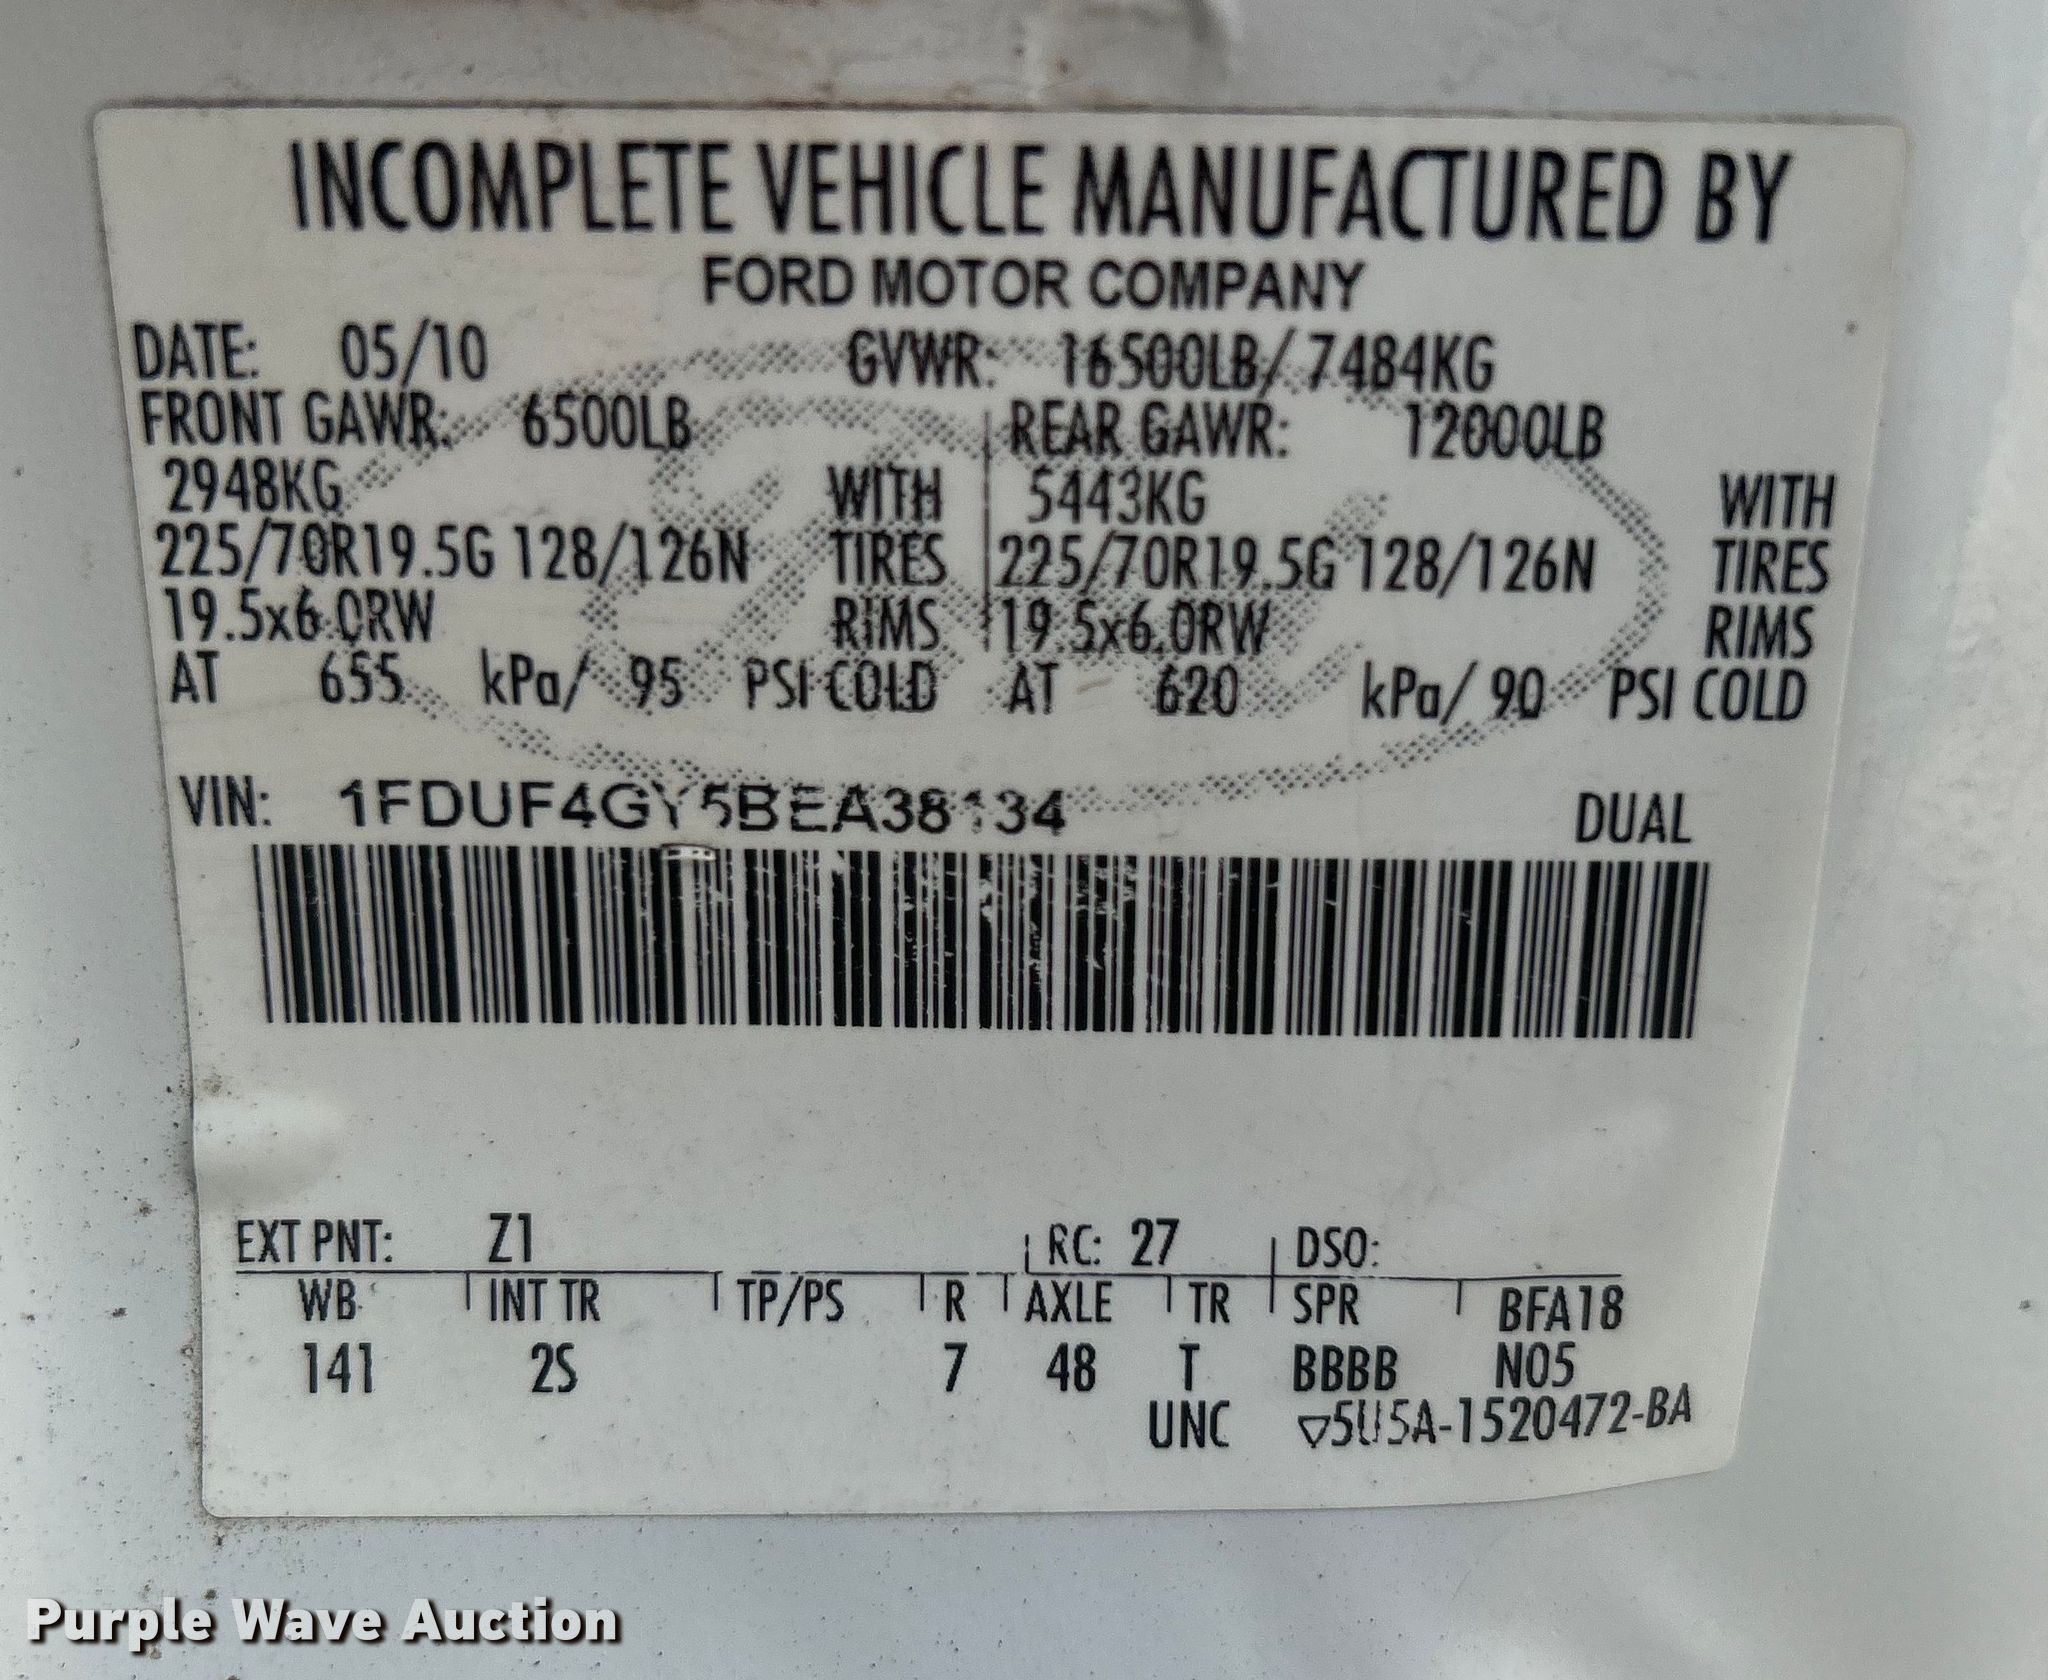 INCOMPLETE VEHICLE MANUFACTURED BY
FORD MOTOR COMPANY
DATE: 05/10 GVWR: 16500LB/ 7484KG
FRONT GAWR: 6500LB REAR GAWR: 12000LB
2948KG WITH 5443KG WITH
225/70R19.5G 128/126N TIRES 225/70R19.5G 128/126N TIRES
19.5x6.0RW RIMS 19.5x6.0RW RIMS
AT 655 kPa/ 95 PSI COLD AT 620 kPa/ 90 PSI COLD
VIN: 1FDUF4GY5BEA38134 DUAL
EXT PNT: Z1 RC: 27 DSO:
WB INT TR TP/PS R AXLE TR SPR BFA18
141 2S 7 48 T BBBB N05
UNC ▽5U5A-1520472-BA
Purple Wave Auction